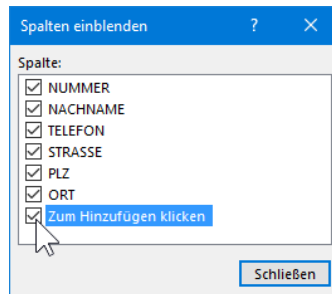 Spalten einblenden ? ×
Spalte:
NUMMER
NACHNAME
TELEFON
STRASSE
PLZ
ORT
Zum Hinzufügen klicken
Schließen